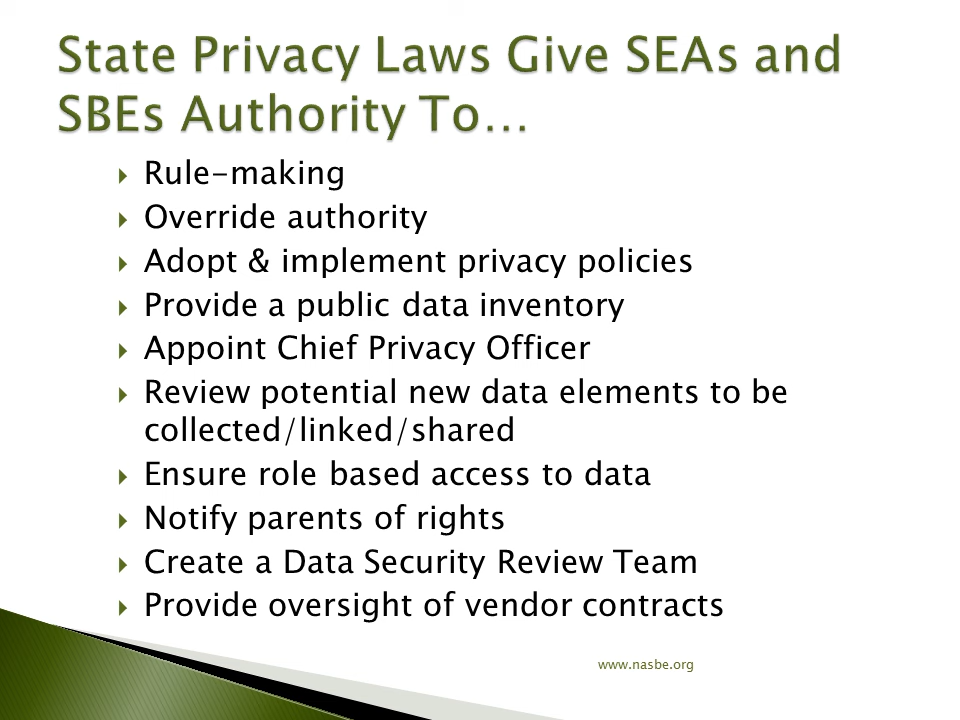 State Privacy Laws Give SEAs and
SBEs Authority To…
Rule-making
Override authority
Adopt & implement privacy policies
Provide a public data inventory
Appoint Chief Privacy Officer
Review potential new data elements to be
collected/linked/shared
Ensure role based access to data
Notify parents of rights
Create a Data Security Review Team
Provide oversight of vendor contracts
www.nasbe.org